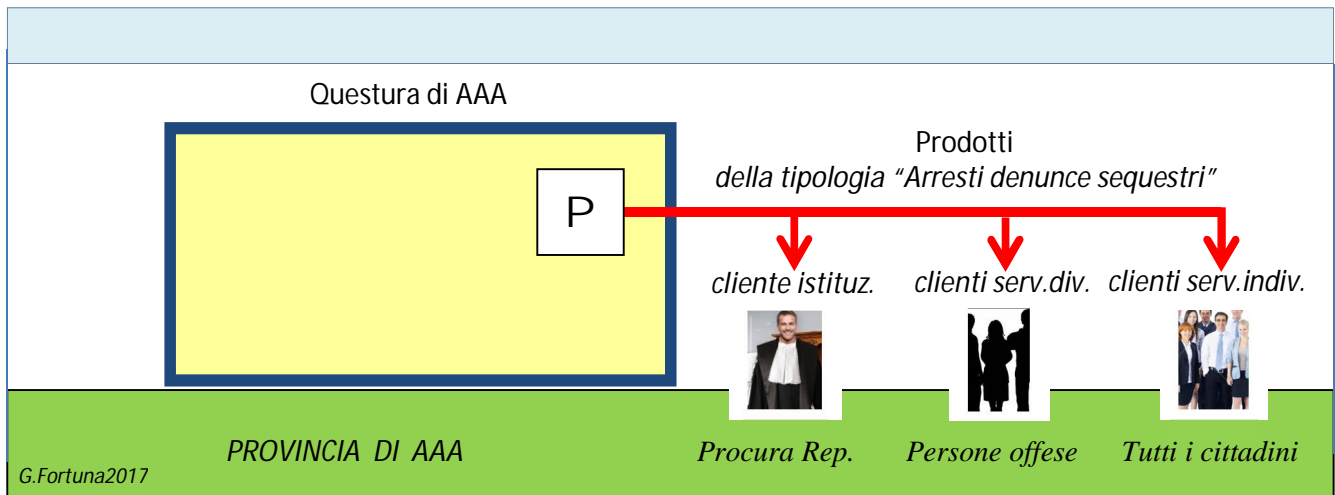 Questura di AAA
Prodotti
della tipologia “Arresti denunce sequestri”
P
cliente istituz.
clienti serv.div.
clienti serv.indiv.
PROVINCIA DI AAA
Procura Rep.
Persone offese
Tutti i cittadini
G.Fortuna2017